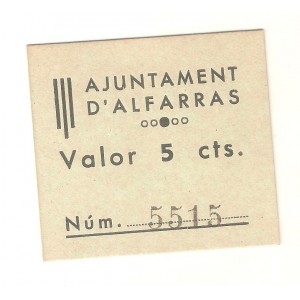 AJUNTAMENT
D'ALFARRAS
Valor 5 cts.
Núm. 5515